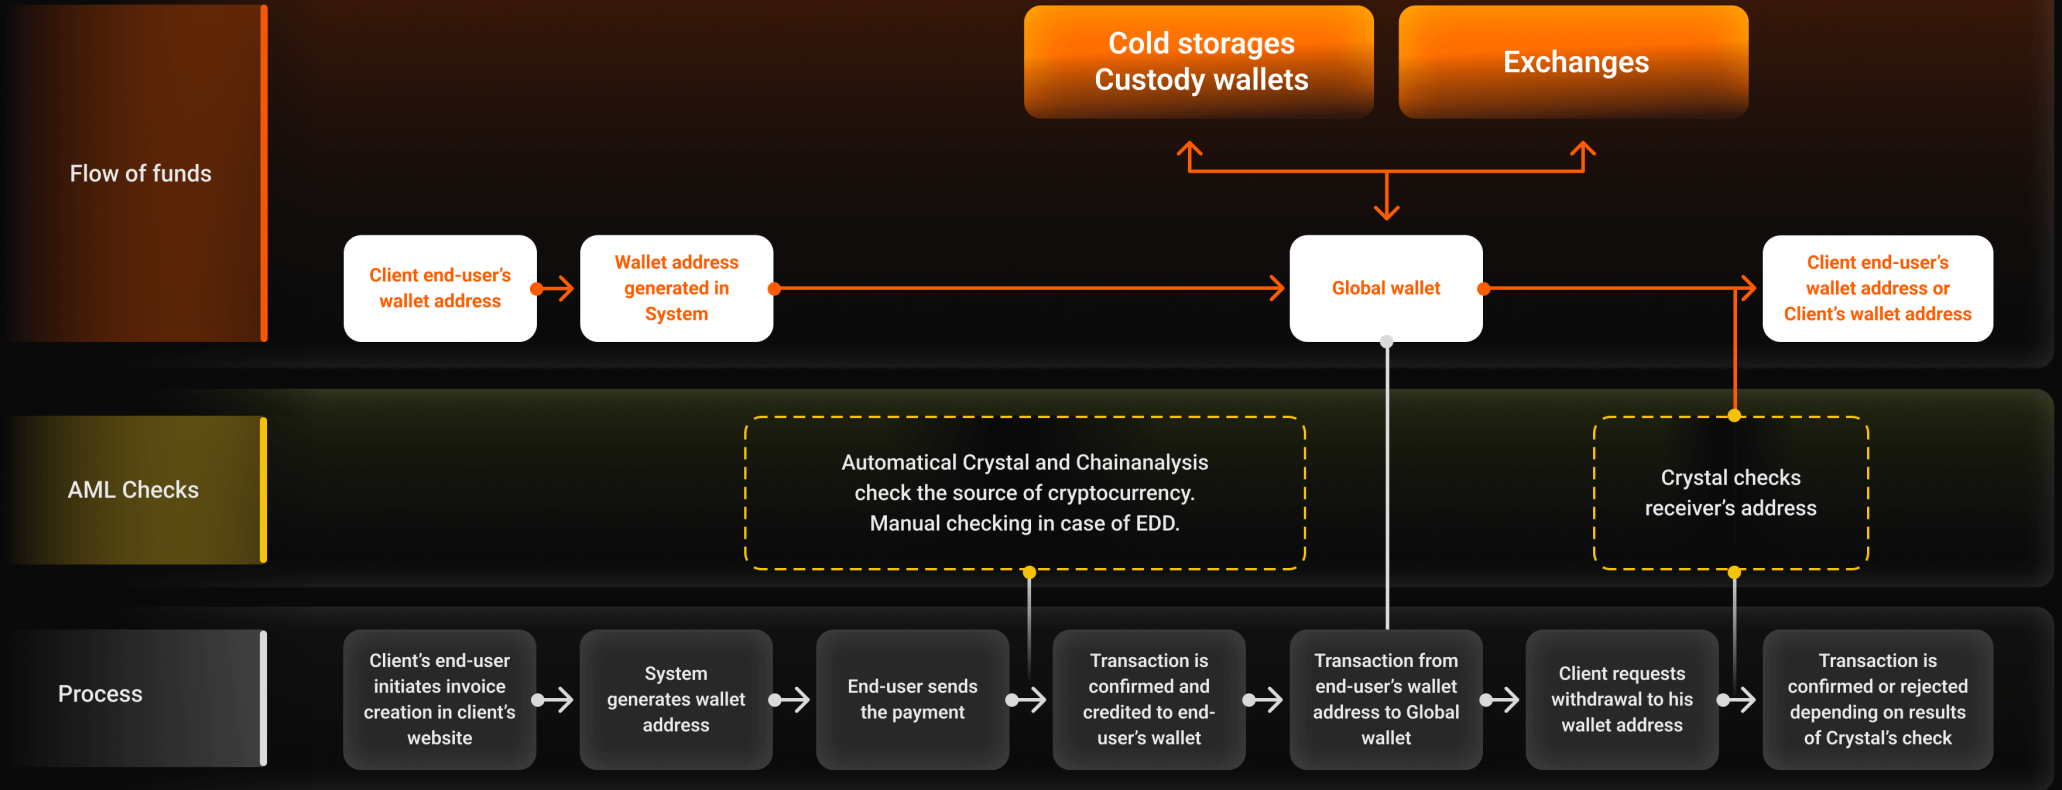 Cold storages
Custody wallets
Exchanges
Flow of funds
Client end-user’s
wallet address
Wallet address
generated in
System
Global wallet
Client end-user’s
wallet address or
Client’s wallet address
AML Checks
Automatical Crystal and Chainanalysis
check the source of cryptocurrency.
Manual checking in case of EDD.
Crystal checks
receiver’s address
Process
Client’s end-user
initiates invoice
creation in client’s
website
System
generates wallet
address
End-user sends
the payment
Transaction is
confirmed and
credited to end-
user’s wallet
Transaction from
end-user’s wallet
address to Global
wallet
Client requests
withdrawal to his
wallet address
Transaction is
confirmed or rejected
depending on results
of Crystal’s check